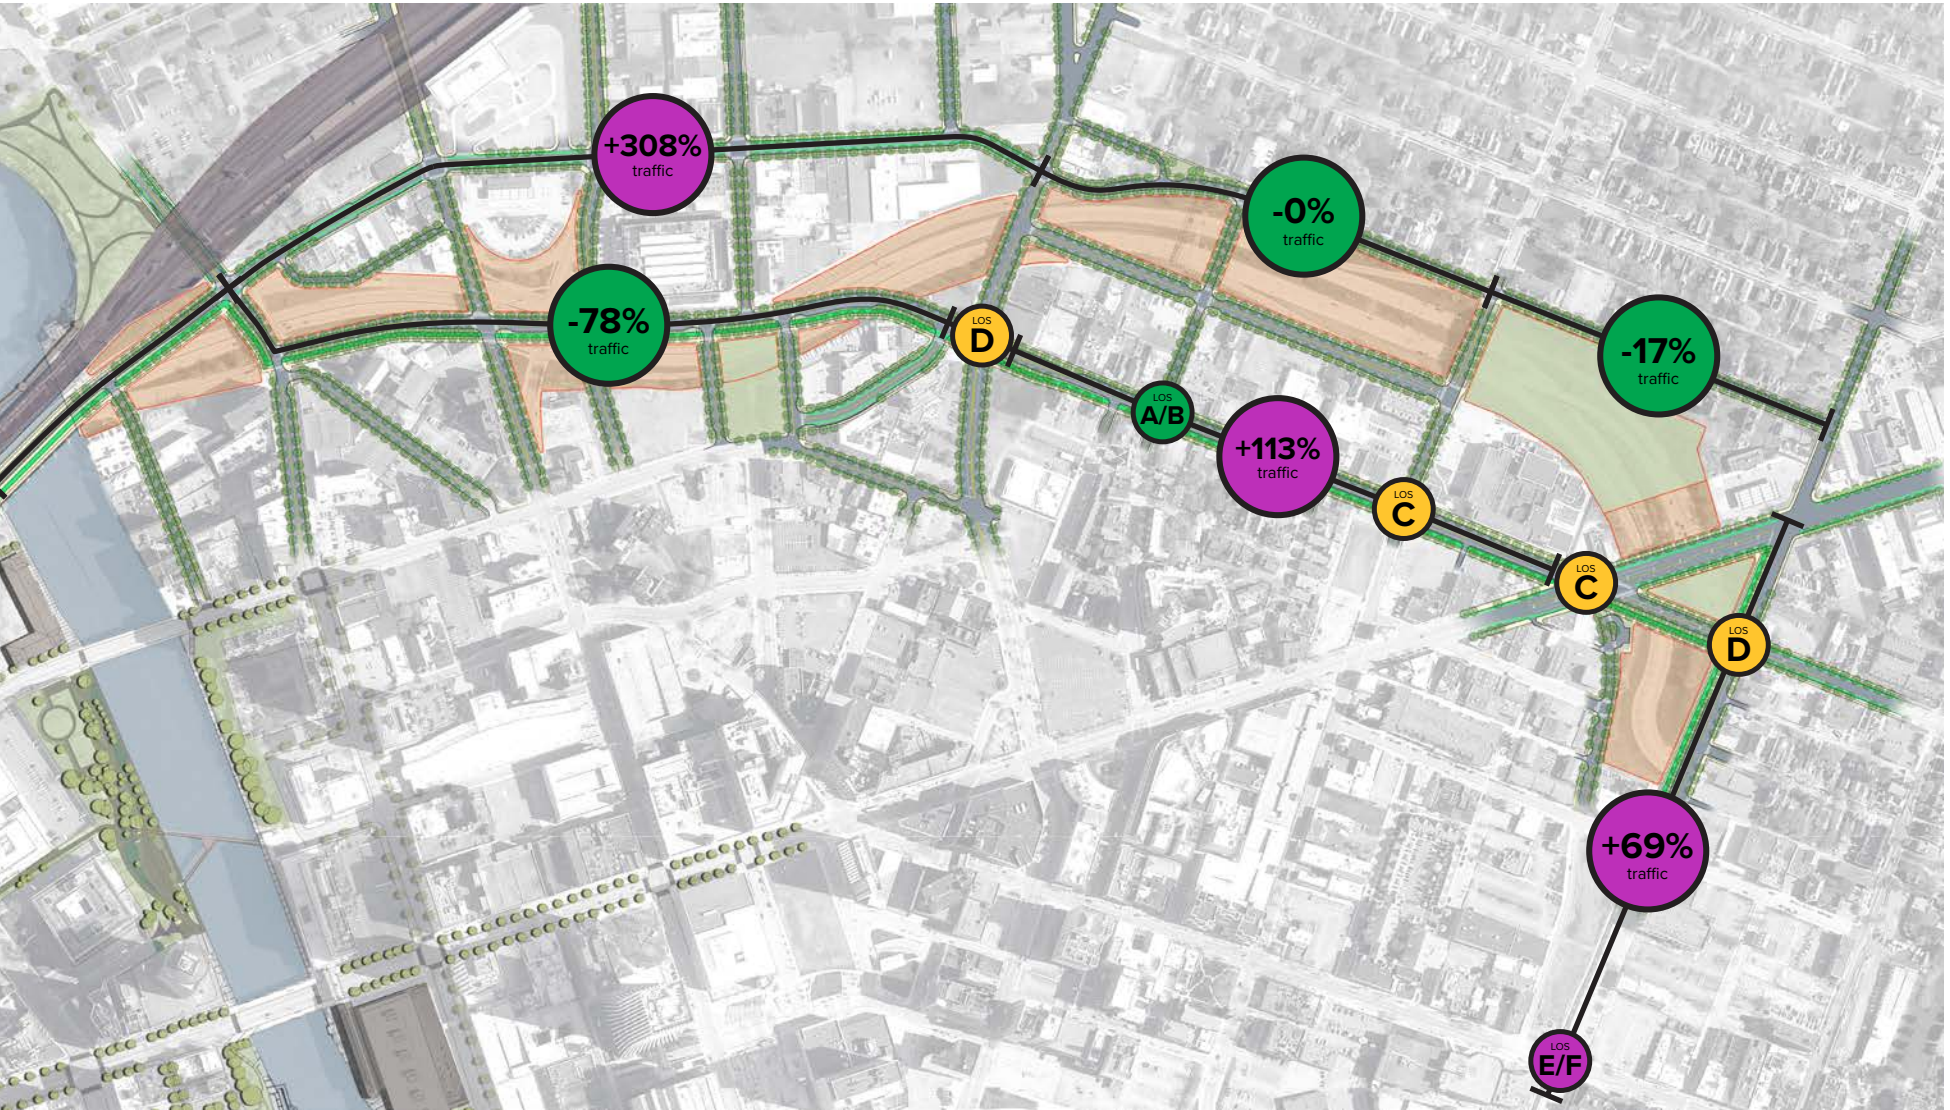 +308%
traffic
-0%
traffic
-78%
traffic
LOS
D
-17%
traffic
LOS
A/B
+113%
traffic
LOS
C
LOS
C
LOS
D
+69%
traffic
LOS
E/F